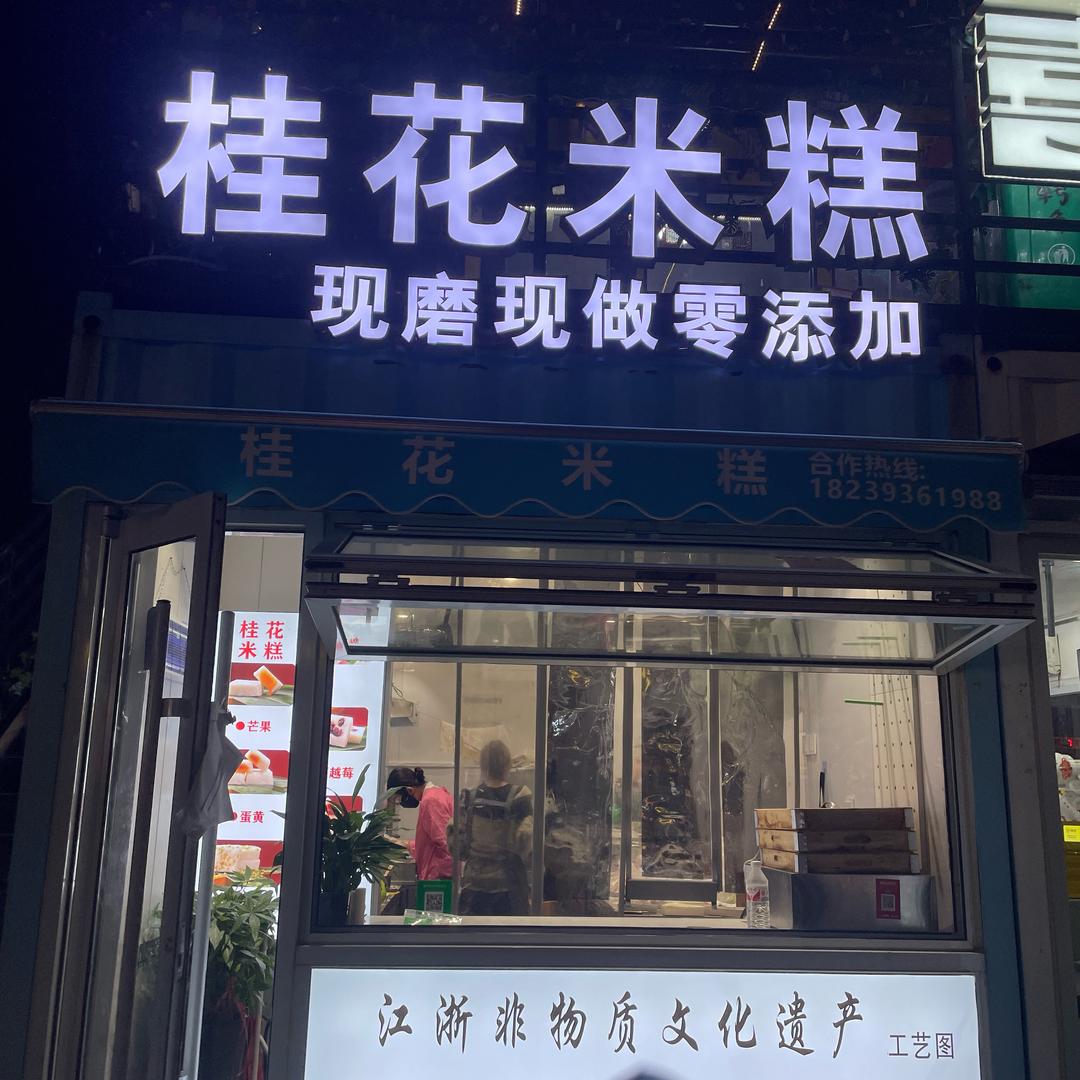 桂花米糕
现磨现做零添加
4号
桂花米糕
合作热线:
18239361988
桂花
米糕
芒果
越莓
蛋黄
江浙非物质文化遗产
工艺图